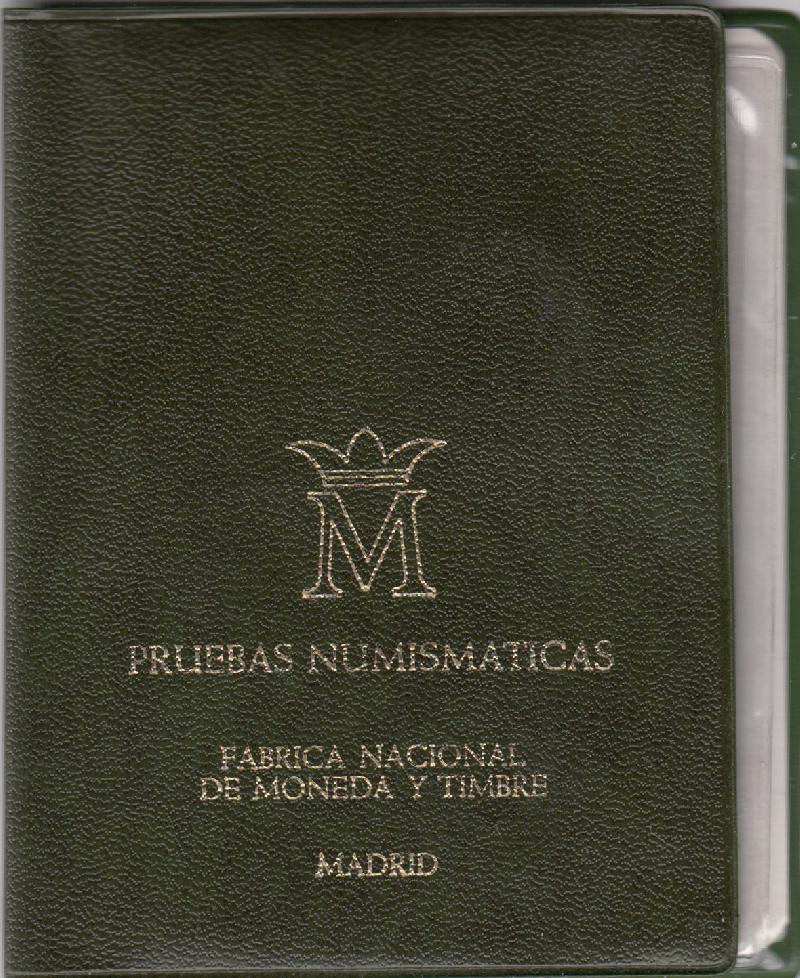 M
PRUEBAS NUMISMATICAS
FABRICA NACIONAL
DE MONEDA Y TIMBRE
MADRID